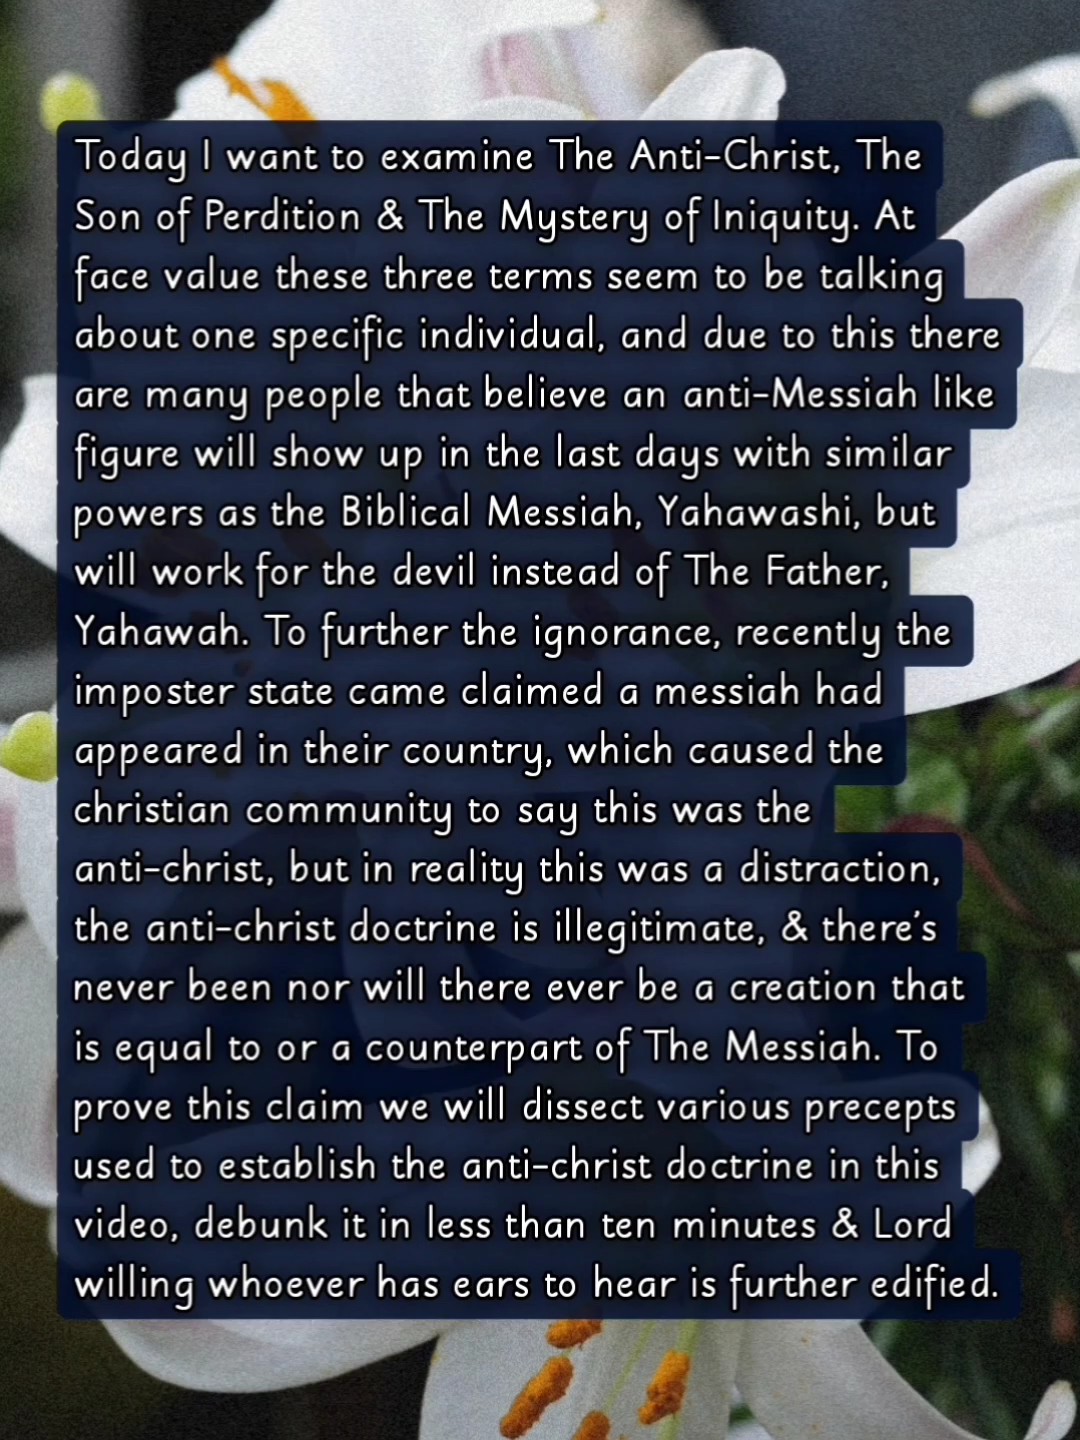 Today I want to examine The Anti-Christ, The
Son of Perdition & The Mystery of Iniquity. At
face value these three terms seem to be talking
about one specific individual, and due to this there
are many people that believe an anti-Messiah like
figure will show up in the last days with similar
powers as the Biblical Messiah, Yahawashi, but
will work for the devil instead of The Father,
Yahawah. To further the ignorance, recently the
imposter state came claimed a messiah had
appeared in their country, which caused the
christian community to say this was the
anti-christ, but in reality this was a distraction,
the anti-christ doctrine is illegitimate, & there's
never been nor will there ever be a creation that
is equal to or a counterpart of The Messiah. To
prove this claim we will dissect various precepts
used to establish the anti-christ doctrine in this
video, debunk it in less than ten minutes & Lord
willing whoever has ears to hear is further edified.